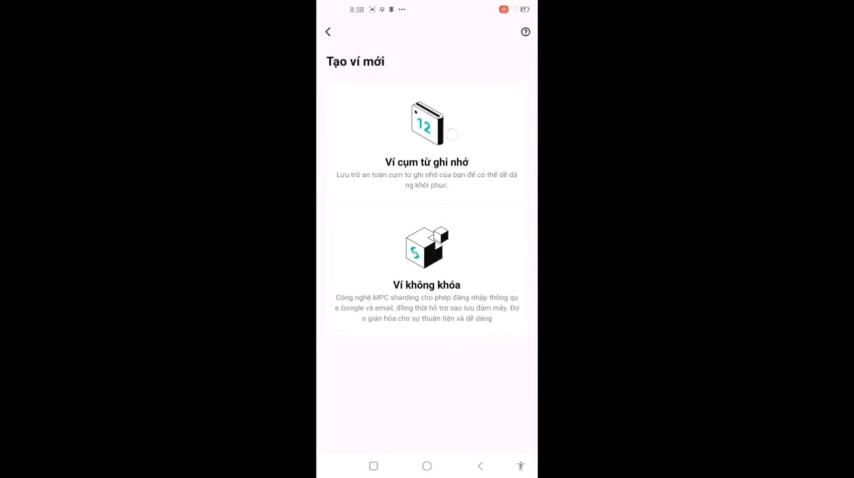 8:38
Tạo ví mới
12
Ví cụm từ ghi nhớ
Lưu trữ an toàn cụm từ ghi nhớ của bạn để có thể dễ dà
ng khôi phục.
Ví không khóa
Công nghệ MPC sharding cho phép đăng nhập thông qu
a Google và email, đồng thời hỗ trợ sao lưu đám mây. Đơ
n giản hóa cho sự thuận tiện và dễ dàng